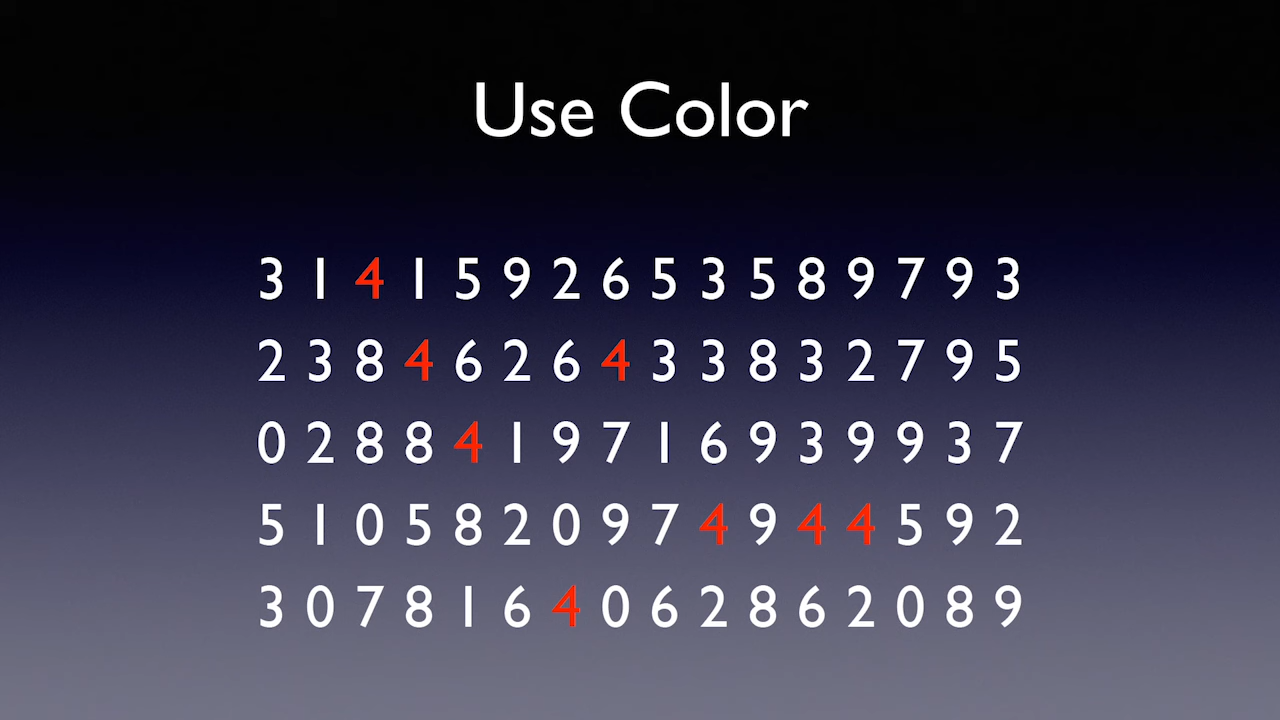 Use Color
3 1 4 1 5 9 2 6 5 3 5 8 9 7 9 3
2 3 8 4 6 2 6 4 3 3 8 3 2 7 9 5
0 2 8 8 4 1 9 7 1 6 9 3 9 9 3 7
5 1 0 5 8 2 0 9 7 4 9 4 4 5 9 2
3 0 7 8 1 6 4 0 6 2 8 6 2 0 8 9